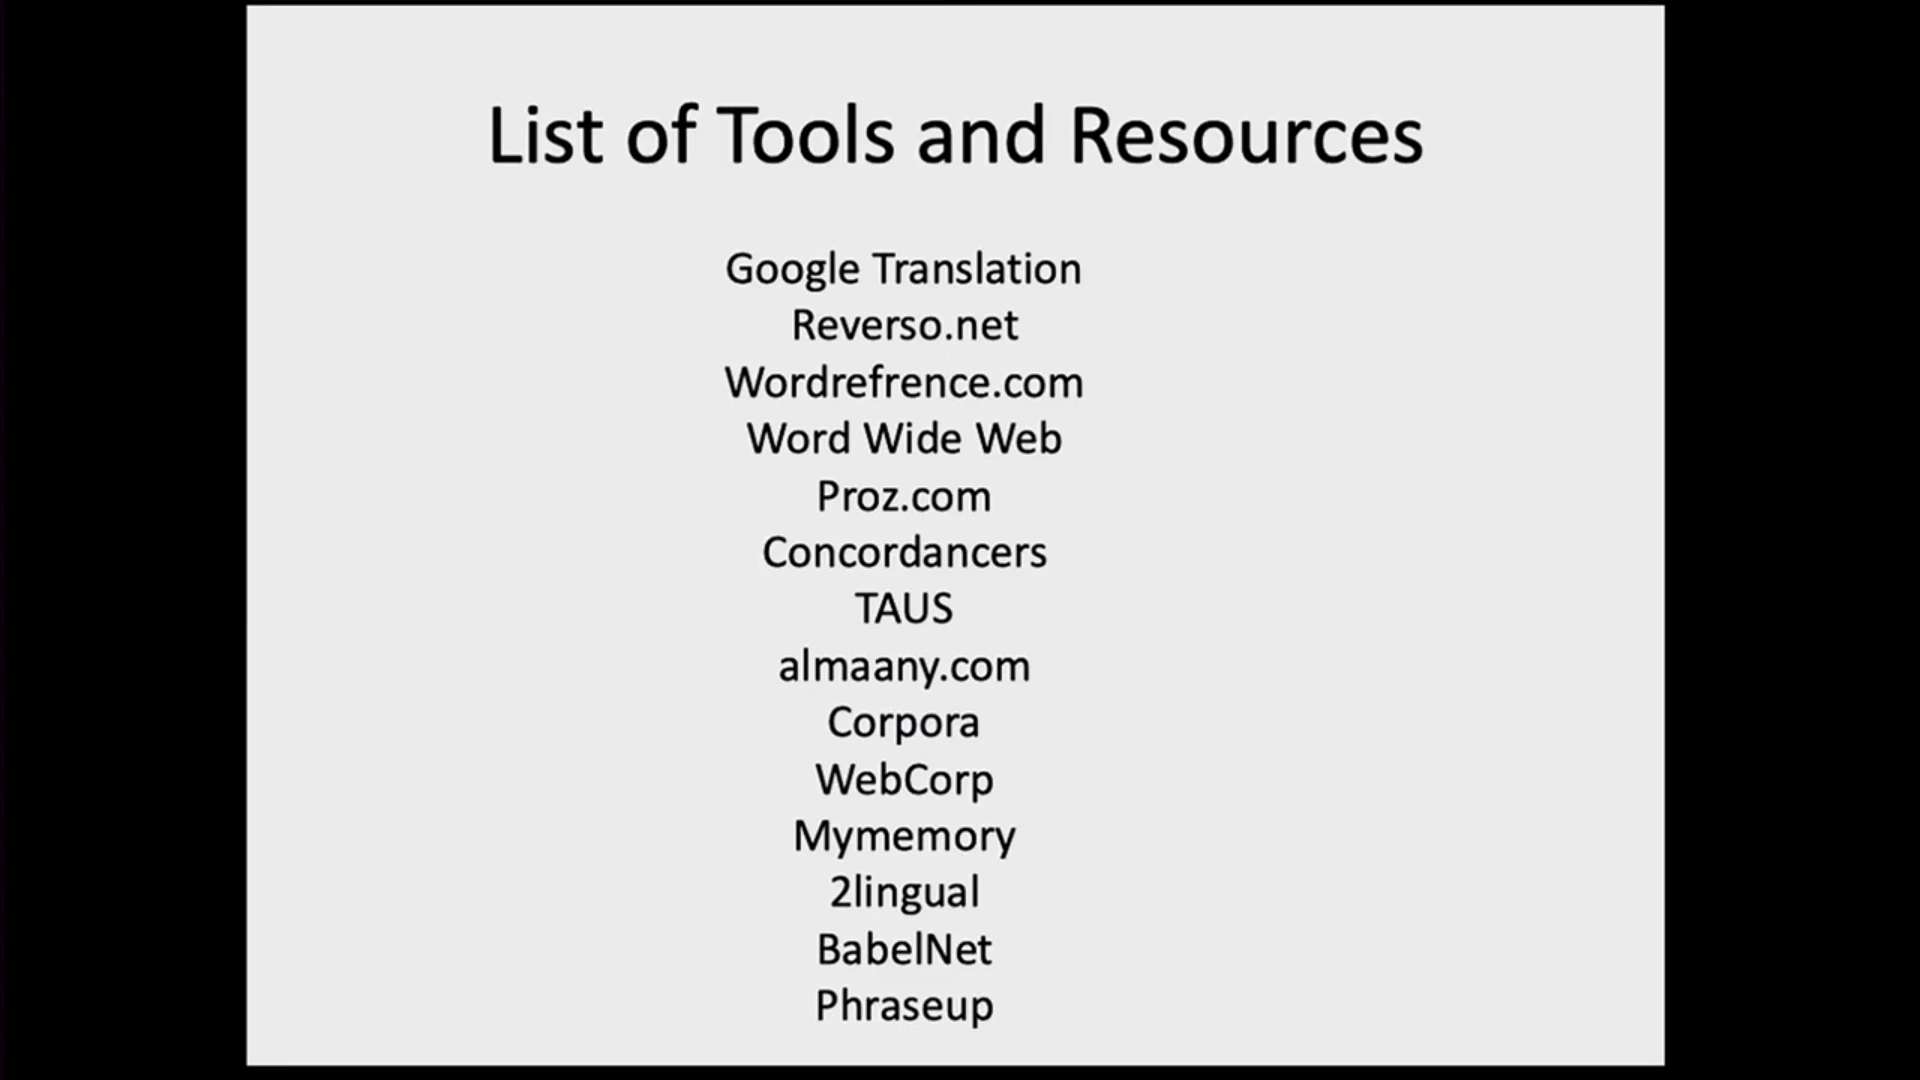 List of Tools and Resources
Google Translation
Reverso.net
Wordrefrence.com
Word Wide Web
Proz.com
Concordancers
TAUS
almaany.com
Corpora
WebCorp
Mymemory
2lingual
BabelNet
Phraseup